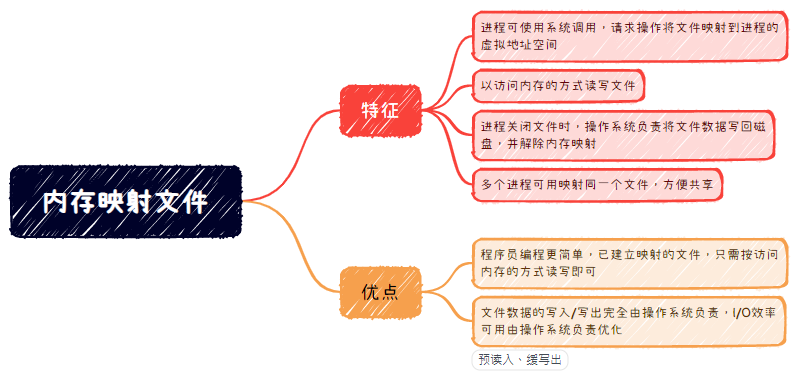 内存映射文件
特征
进程可使用系统调用，请求操作将文件映射到进程的
虚拟地址空间
以访问内存的方式读写文件
进程关闭文件时，操作系统负责将文件数据写回磁
盘，并解除内存映射
多个进程可用映射同一个文件，方便共享
优点
程序员编程更简单，已建立映射的文件，只需按访问
内存的方式读写即可
文件数据的写入/写出完全由操作系统负责，I/O效率
可用由操作系统负责优化
预读入、缓写出